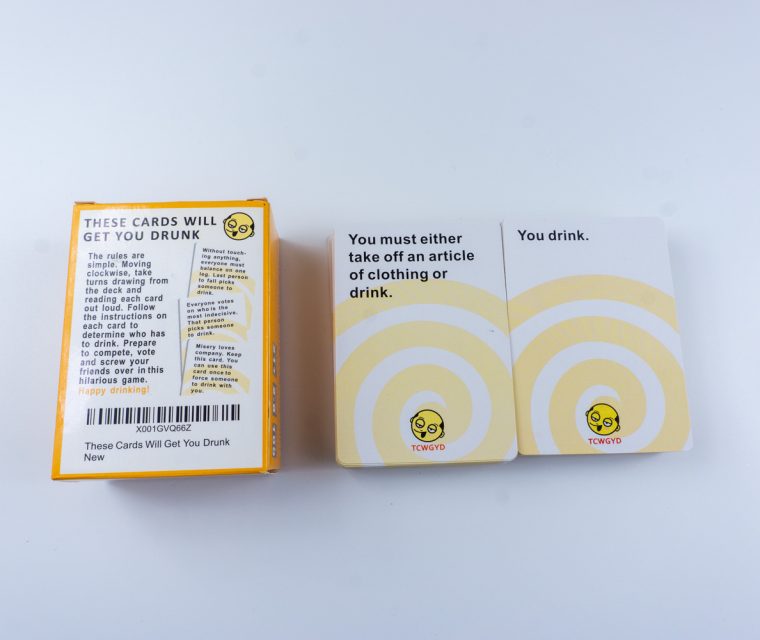 THESE CARDS WILL
GET YOU DRUNK
The rules are
simple. Moving
clockwise, take
turns drawing from
the deck and
reading each card
out loud. Follow
the instructions on
each card to
determine who has
to drink. Prepare
to compete, vote
and screw your
friends over in this
hilarious game.
Happy drinking!
Without touch-
ing anything,
everyone must
balance on one
leg. Last person
to fall picks
someone to
drink.
Everyone votes
on who is the
most indecisive.
That person
picks someone
to drink.
Misery loves
company. Keep
this card. You
can use this
card once to
force someone
to drink with
you.
X001GVQ66Z
These Cards Will Get You Drunk
New
You must either
take off an article
of clothing or
drink.
TCWGYD
You drink.
TCWGYD